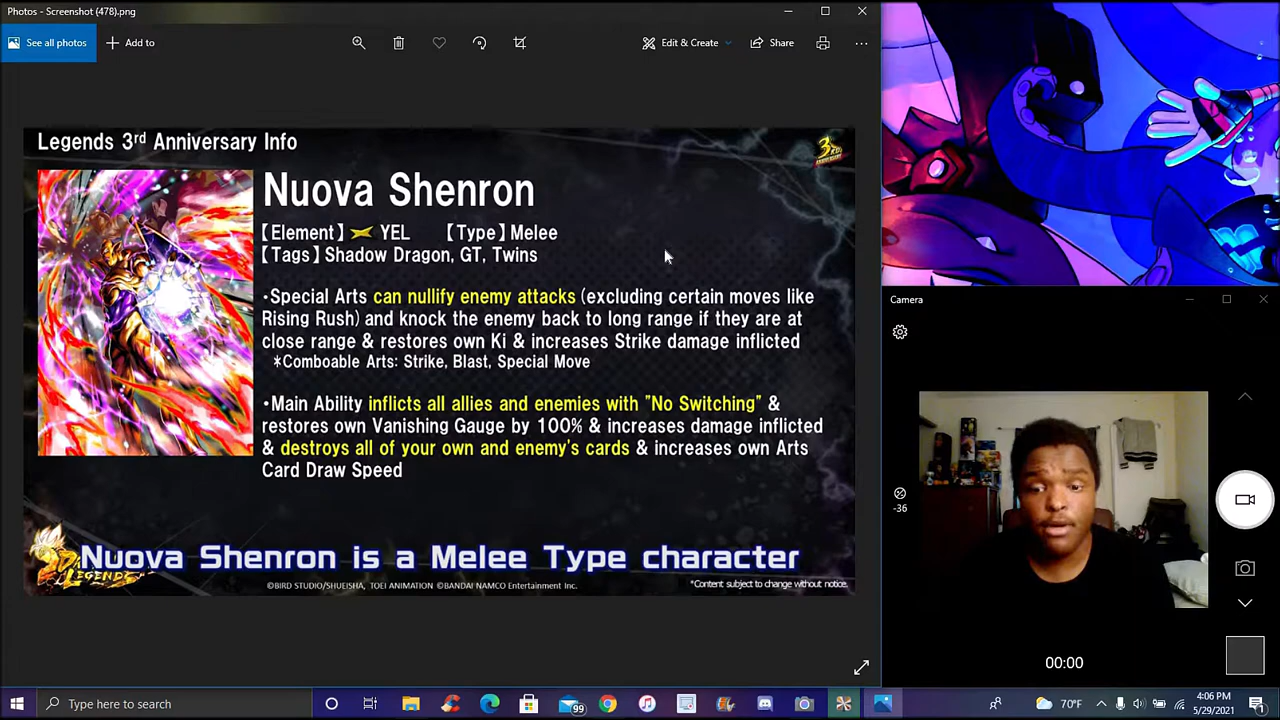 Photos - Screenshot (478).png
See all photos
Add to
Edit & Create
Share
Legends 3rd Anniversary Info
3RD
ANNIVERSARY
Nuova Shenron
【Element】 YEL 【Type】Melee
【Tags】Shadow Dragon, GT, Twins
・Special Arts can nullify enemy attacks (excluding certain moves like
Rising Rush) and knock the enemy back to long range if they are at
close range & restores own Ki & increases Strike damage inflicted
*Comboable Arts: Strike, Blast, Special Move
・Main Ability inflicts all allies and enemies with "No Switching" &
restores own Vanishing Gauge by 100% & increases damage inflicted
& destroys all of your own and enemy's cards & increases own Arts
Card Draw Speed
Nuova Shenron is a Melee Type character
LEGENDS
©BIRD STUDIO/SHUEISHA, TOEI ANIMATION ©BANDAI NAMCO Entertainment Inc.
*Content subject to change without notice.
Camera
-36
00:00
Type here to search
99
70°F
4:06 PM
5/29/2021